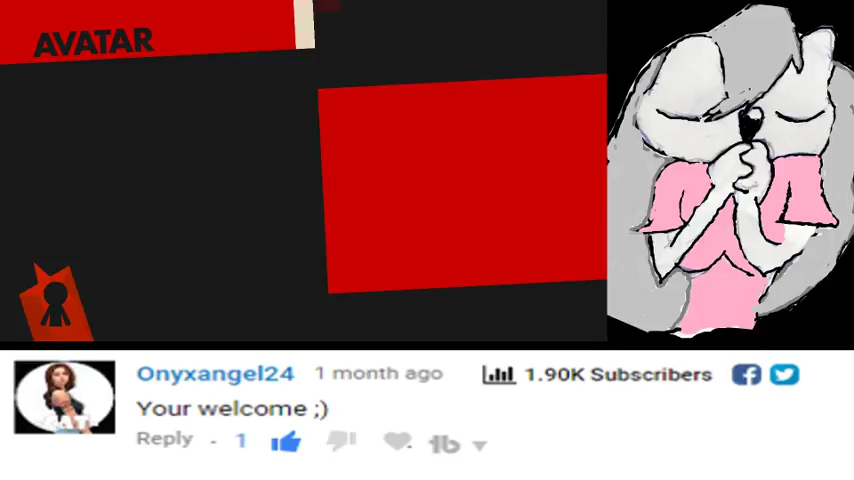 AVATAR
Onyxangel24 1 month ago 1.90K Subscribers
Your welcome ;)
Reply . 1